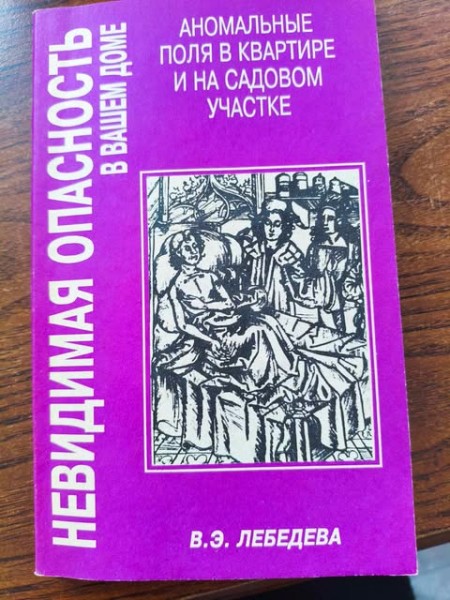 НЕВИДИМАЯ ОПАСНОСТЬ
В ВАШЕМ ДОМЕ
АНОМАЛЬНЫЕ
ПОЛЯ В КВАРТИРЕ
И НА САДОВОМ
УЧАСТКЕ
В.Э. ЛЕБЕДЕВА